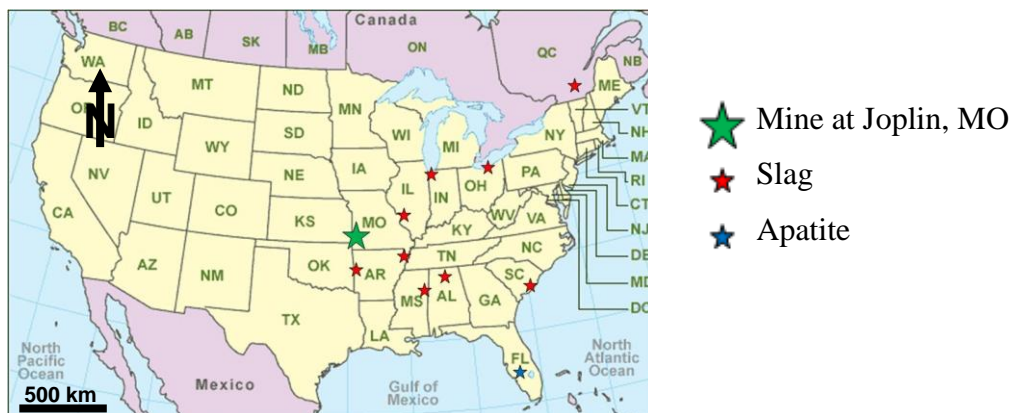 Canada
BC
AB
SK
MB
ON
QC
NB
WA
MT
ND
MN
ME
N
ID
SD
WI
MI
NY
VT
NH
MA
RI
CT
NJ
DE
MD
DC
WY
NE
IA
IL
IN
OH
PA
NV
UT
CO
KS
MO
KY
WV
VA
CA
AZ
NM
OK
AR
TN
NC
SC
MS
AL
GA
TX
LA
FL
North
Pacific
Ocean
Mexico
Gulf of
Mexico
North
Atlantic
Ocean
500 km
Mine at Joplin, MO
Slag
Apatite